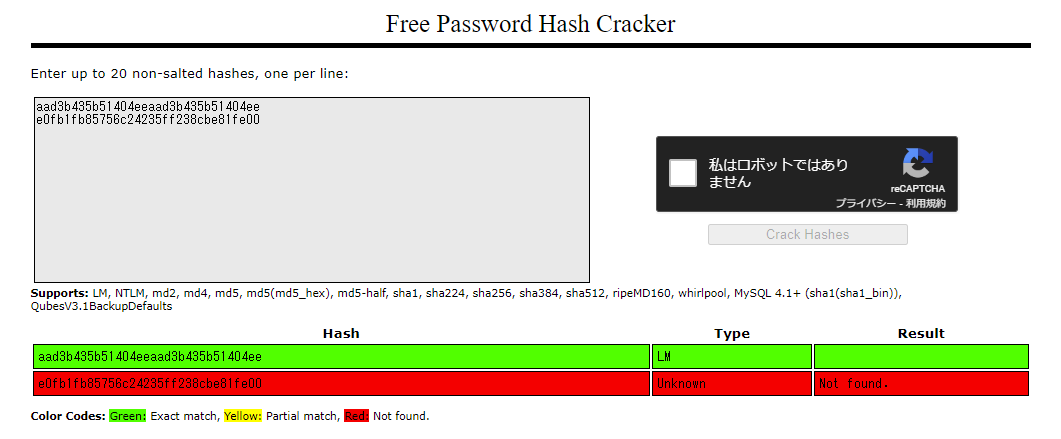 Free Password Hash Cracker
Enter up to 20 non-salted hashes, one per line:
aad3b435b51404eeaad3b435b51404ee
e0fb1fb85756c24235ff238cbe81fe00
私はロボットではあり
ません
reCAPTCHA
プライバシー - 利用規約
Crack Hashes
Supports: LM, NTLM, md2, md4, md5, md5(md5_hex), md5-half, sha1, sha224, sha256, sha384, sha512, ripeMD160, whirlpool, MySQL 4.1+ (sha1(sha1_bin)),
QubesV3.1BackupDefaults
Hash Type Result
aad3b435b51404eeaad3b435b51404ee LM
e0fb1fb85756c24235ff238cbe81fe00 Unknown Not found.
Color Codes: Green: Exact match, Yellow: Partial match, Red: Not found.